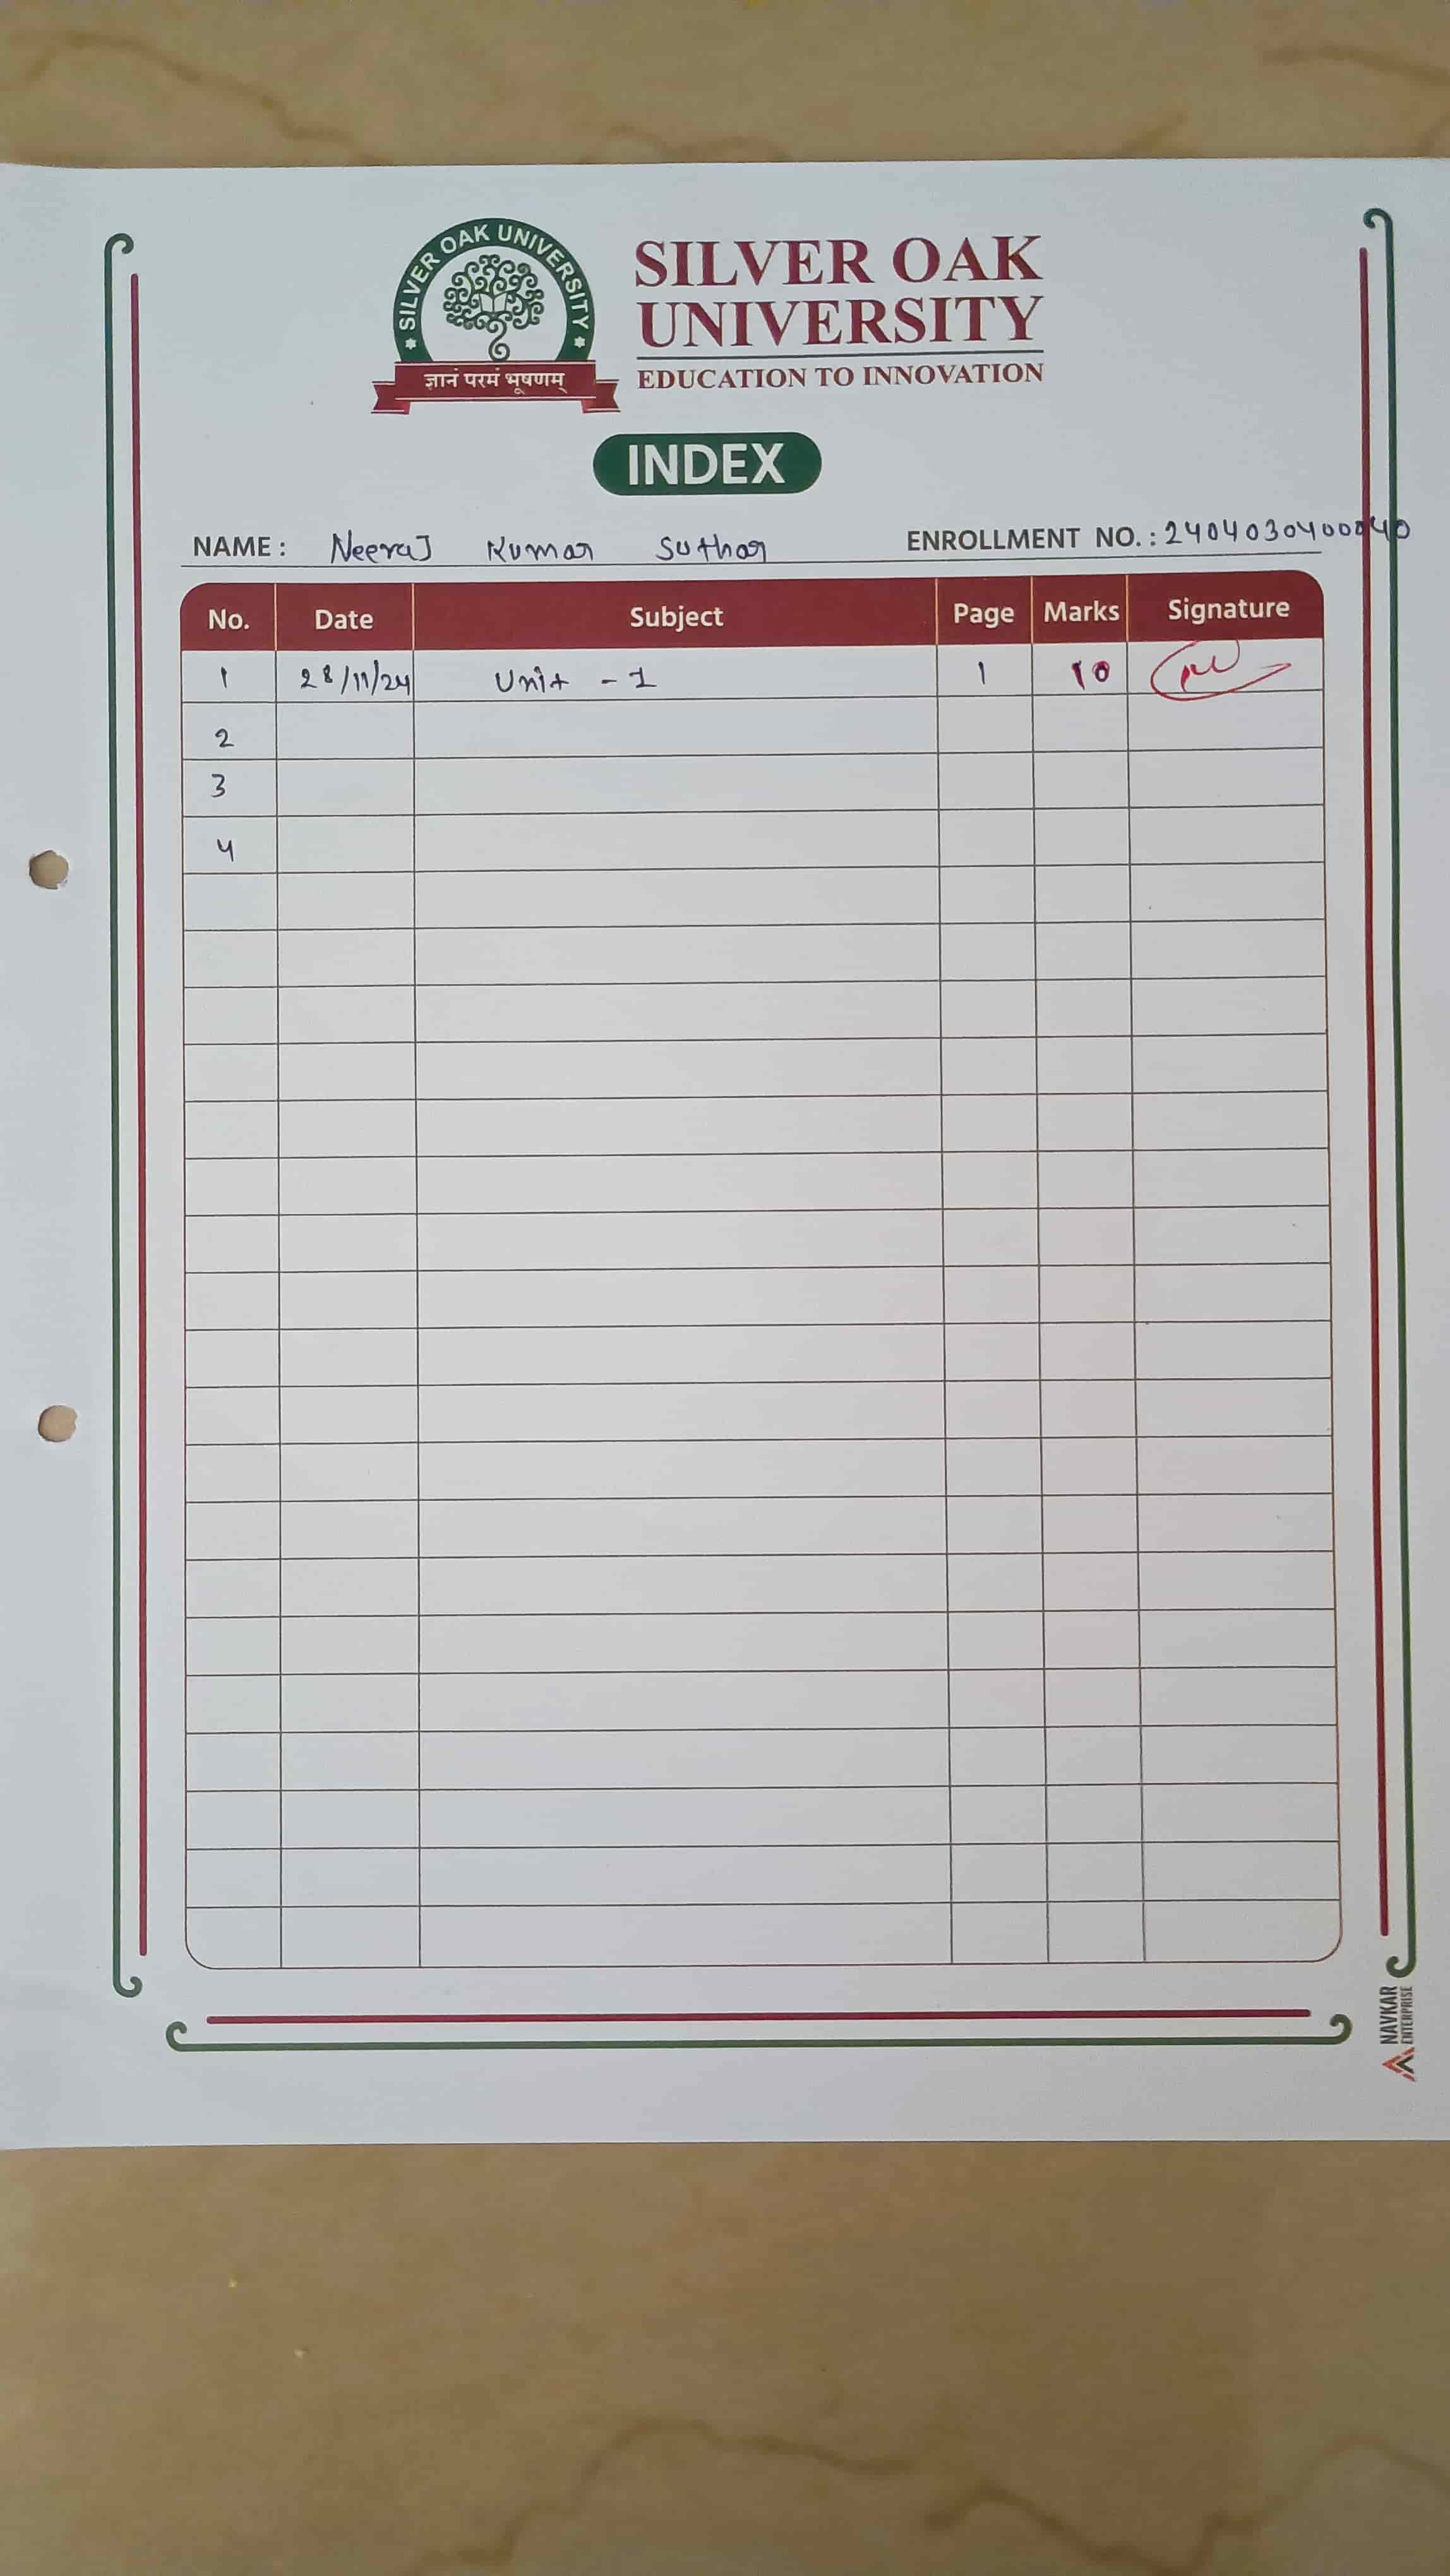 SILVER OAK UNIVERSITY
ज्ञानं परमं भूषणम्
SILVER OAK
UNIVERSITY
EDUCATION TO INNOVATION
INDEX
NAME : Neeraj Kumar Suthar ENROLLMENT NO. : 2404030400040
No. Date Subject Page Marks Signature
1 28/11/24 Unit - 1 1 10
2
3
4
NAVKAR
ENTERPRISE